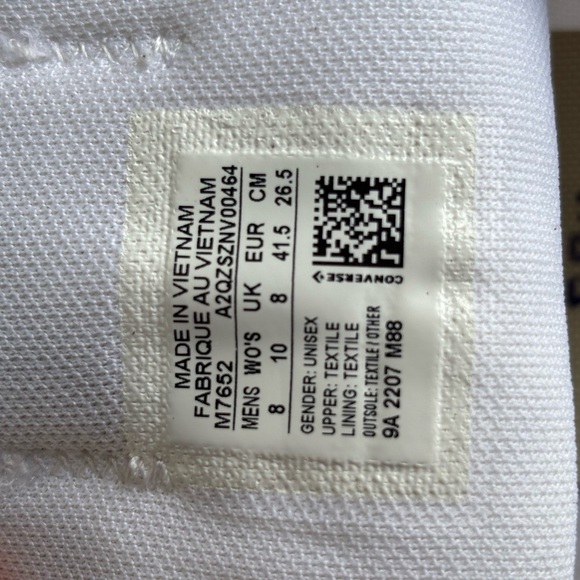 MADE IN VIETNAM
FABRIQUE AU VIETNAM
M7652 A2QZSZNV00464
MENS WO'S UK EUR CM
8 10 8 41.5 26.5
CONVERSE
GENDER: UNISEX
UPPER: TEXTILE
LINING: TEXTILE
OUTSOLE: TEXTILE / OTHER
9A 2207 M88